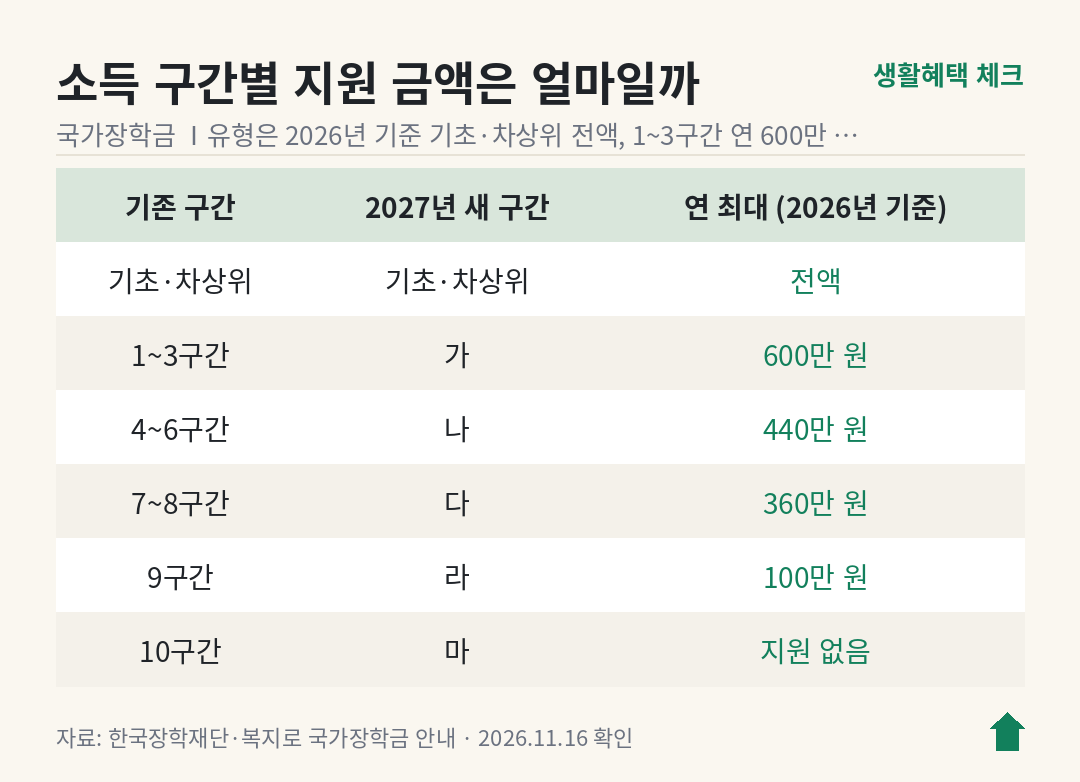 소득 구간별 지원 금액은 얼마일까
생활혜택 체크
국가장학금 Ⅰ유형은 2026년 기준 기초·차상위 전액, 1~3구간 연 600만 …
기존 구간 2027년 새 구간 연 최대 (2026년 기준)
기초·차상위 기초·차상위 전액
1~3구간 가 600만 원
4~6구간 나 440만 원
7~8구간 다 360만 원
9구간 라 100만 원
10구간 마 지원 없음
자료: 한국장학재단·복지로 국가장학금 안내 · 2026.11.16 확인